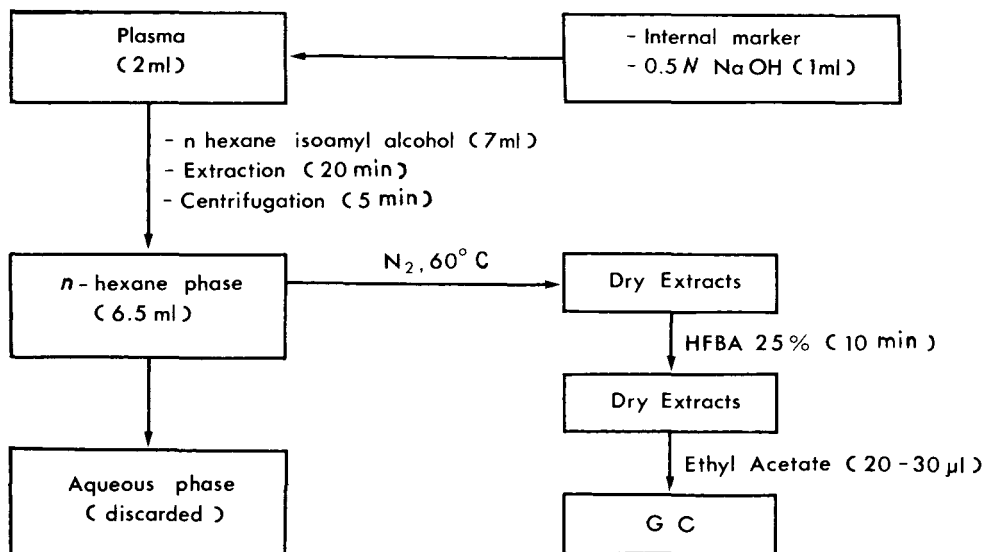 Plasma
(2ml)
- Internal marker
- 0.5N NaOH (1ml)
- n hexane isoamyl alcohol (7ml)
- Extraction (20 min)
- Centrifugation (5 min)
n-hexane phase
(6.5 ml)
N₂, 60° C
Dry Extracts
HFBA 25% (10 min)
Dry Extracts
Ethyl Acetate (20-30 µl)
Aqueous phase
(discarded)
G C